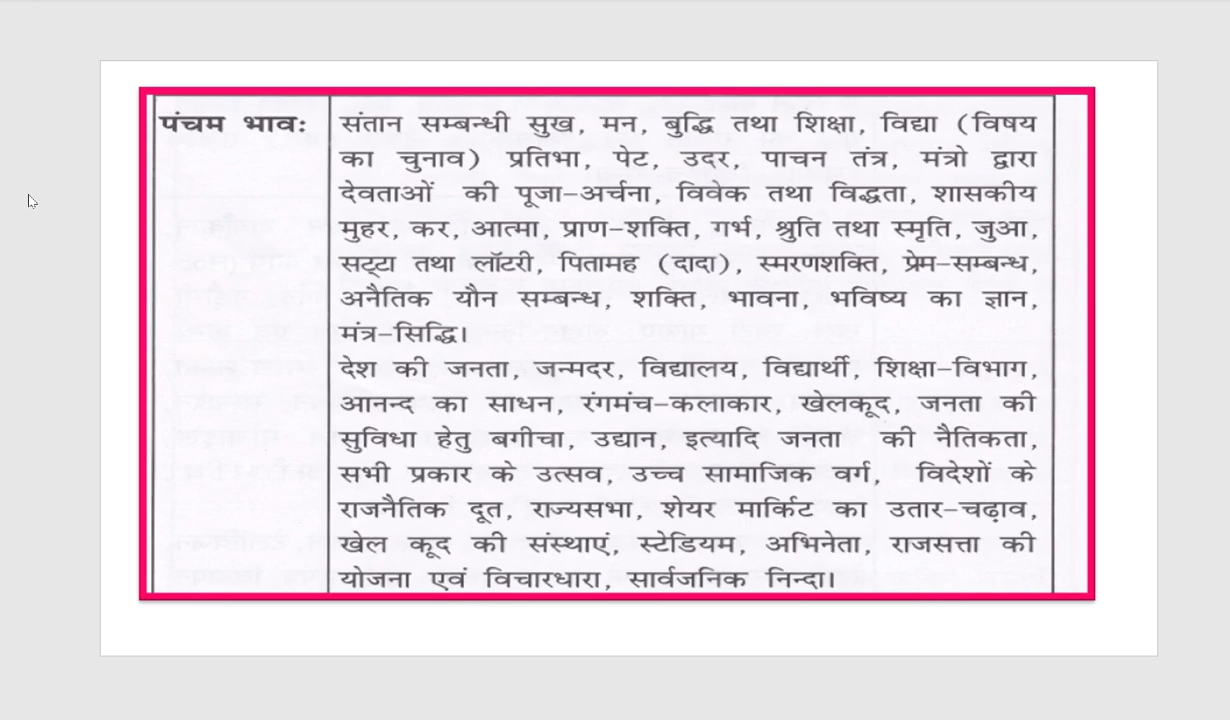 पंचम भावः
संतान सम्बन्धी सुख, मन, बुद्धि तथा शिक्षा, विद्या (विषय
का चुनाव) प्रतिभा, पेट, उदर, पाचन तंत्र, मंत्रो द्वारा
देवताओं की पूजा-अर्चना, विवेक तथा विद्धता, शासकीय
मुहर, कर, आत्मा, प्राण-शक्ति, गर्भ, श्रुति तथा स्मृति, जुआ,
सट्टा तथा लॉटरी, पितामह (दादा), स्मरणशक्ति, प्रेम-सम्बन्ध,
अनैतिक यौन सम्बन्ध, शक्ति, भावना, भविष्य का ज्ञान,
मंत्र-सिद्धि।
देश की जनता, जन्मदर, विद्यालय, विद्यार्थी, शिक्षा-विभाग,
आनन्द का साधन, रंगमंच-कलाकार, खेलकूद, जनता की
सुविधा हेतु बगीचा, उद्यान, इत्यादि जनता की नैतिकता,
सभी प्रकार के उत्सव, उच्च सामाजिक वर्ग, विदेशों के
राजनैतिक दूत, राज्यसभा, शेयर मार्किट का उतार-चढ़ाव,
खेल कूद की संस्थाएं, स्टेडियम, अभिनेता, राजसत्ता की
योजना एवं विचारधारा, सार्वजनिक निन्दा।